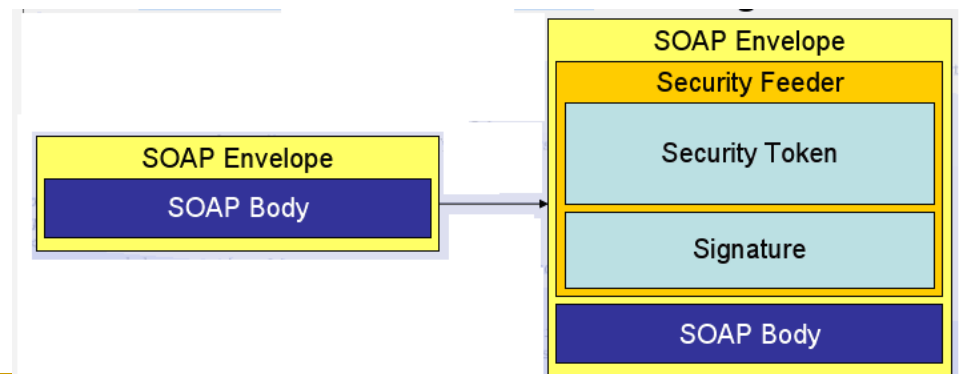 SOAP Envelope
SOAP Body
SOAP Envelope
Security Feeder
Security Token
Signature
SOAP Body